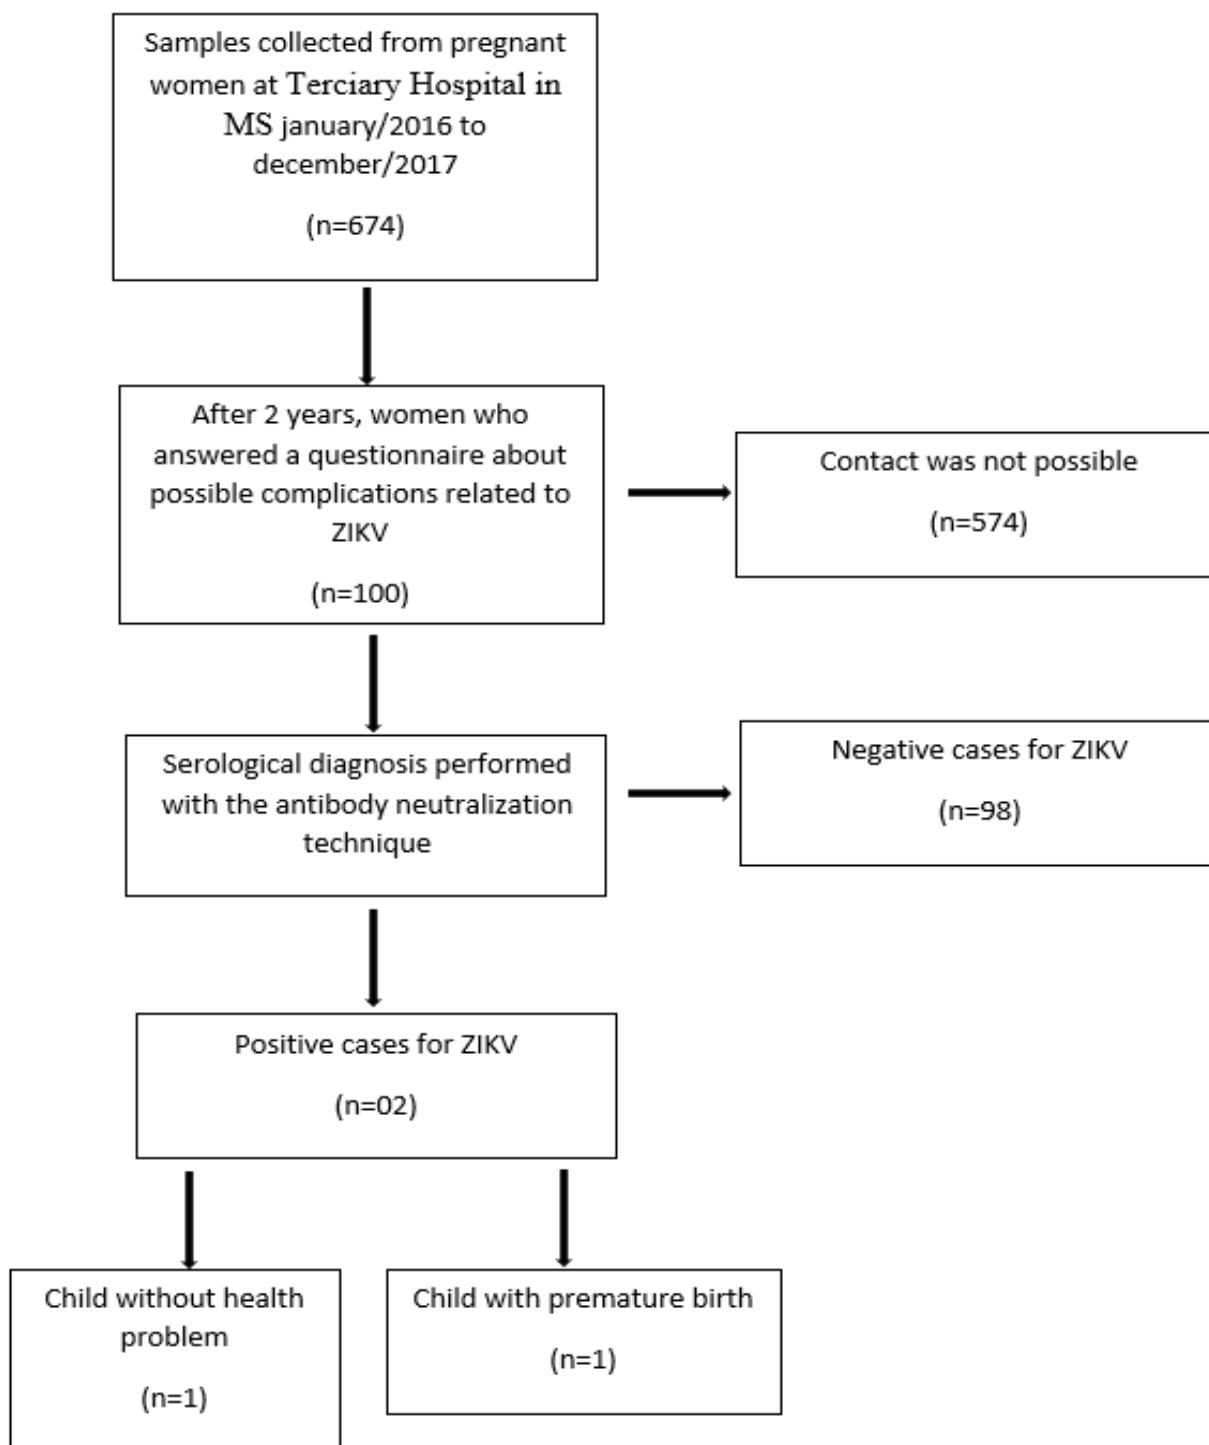 Samples collected from pregnant
women at Terciary Hospital in
MS january/2016 to
december/2017
(n=674)
After 2 years, women who
answered a questionnaire about
possible complications related to
ZIKV
(n=100)
Contact was not possible
(n=574)
Serological diagnosis performed
with the antibody neutralization
technique
Negative cases for ZIKV
(n=98)
Positive cases for ZIKV
(n=02)
Child without health
problem
(n=1)
Child with premature birth
(n=1)